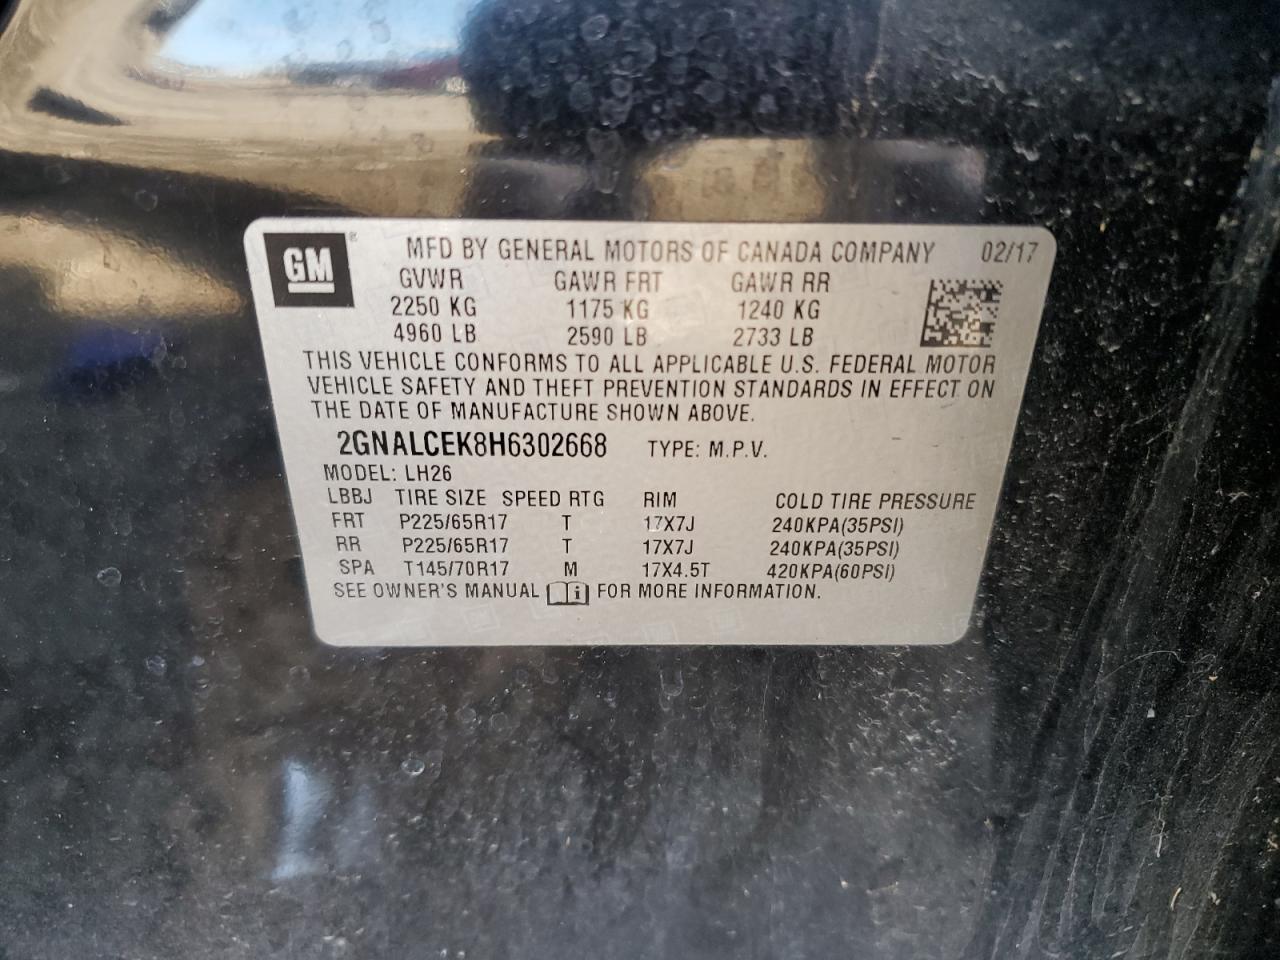 GM ® MFD BY GENERAL MOTORS OF CANADA COMPANY 02/17
GVWR GAWR FRT GAWR RR
2250 KG 1175 KG 1240 KG
4960 LB 2590 LB 2733 LB
THIS VEHICLE CONFORMS TO ALL APPLICABLE U.S. FEDERAL MOTOR
VEHICLE SAFETY AND THEFT PREVENTION STANDARDS IN EFFECT ON
THE DATE OF MANUFACTURE SHOWN ABOVE.
2GNALCEK8H6302668 TYPE: M.P.V.
MODEL: LH26
LBBJ TIRE SIZE SPEED RTG RIM COLD TIRE PRESSURE
FRT P225/65R17 T 17X7J 240KPA(35PSI)
RR P225/65R17 T 17X7J 240KPA(35PSI)
SPA T145/70R17 M 17X4.5T 420KPA(60PSI)
SEE OWNER'S MANUAL i FOR MORE INFORMATION.